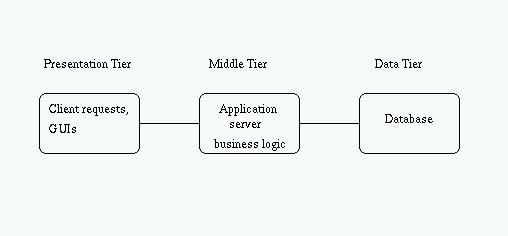 Presentation Tier
Middle Tier
Data Tier
Client requests,
GUIs
Application
server
business logic
Database